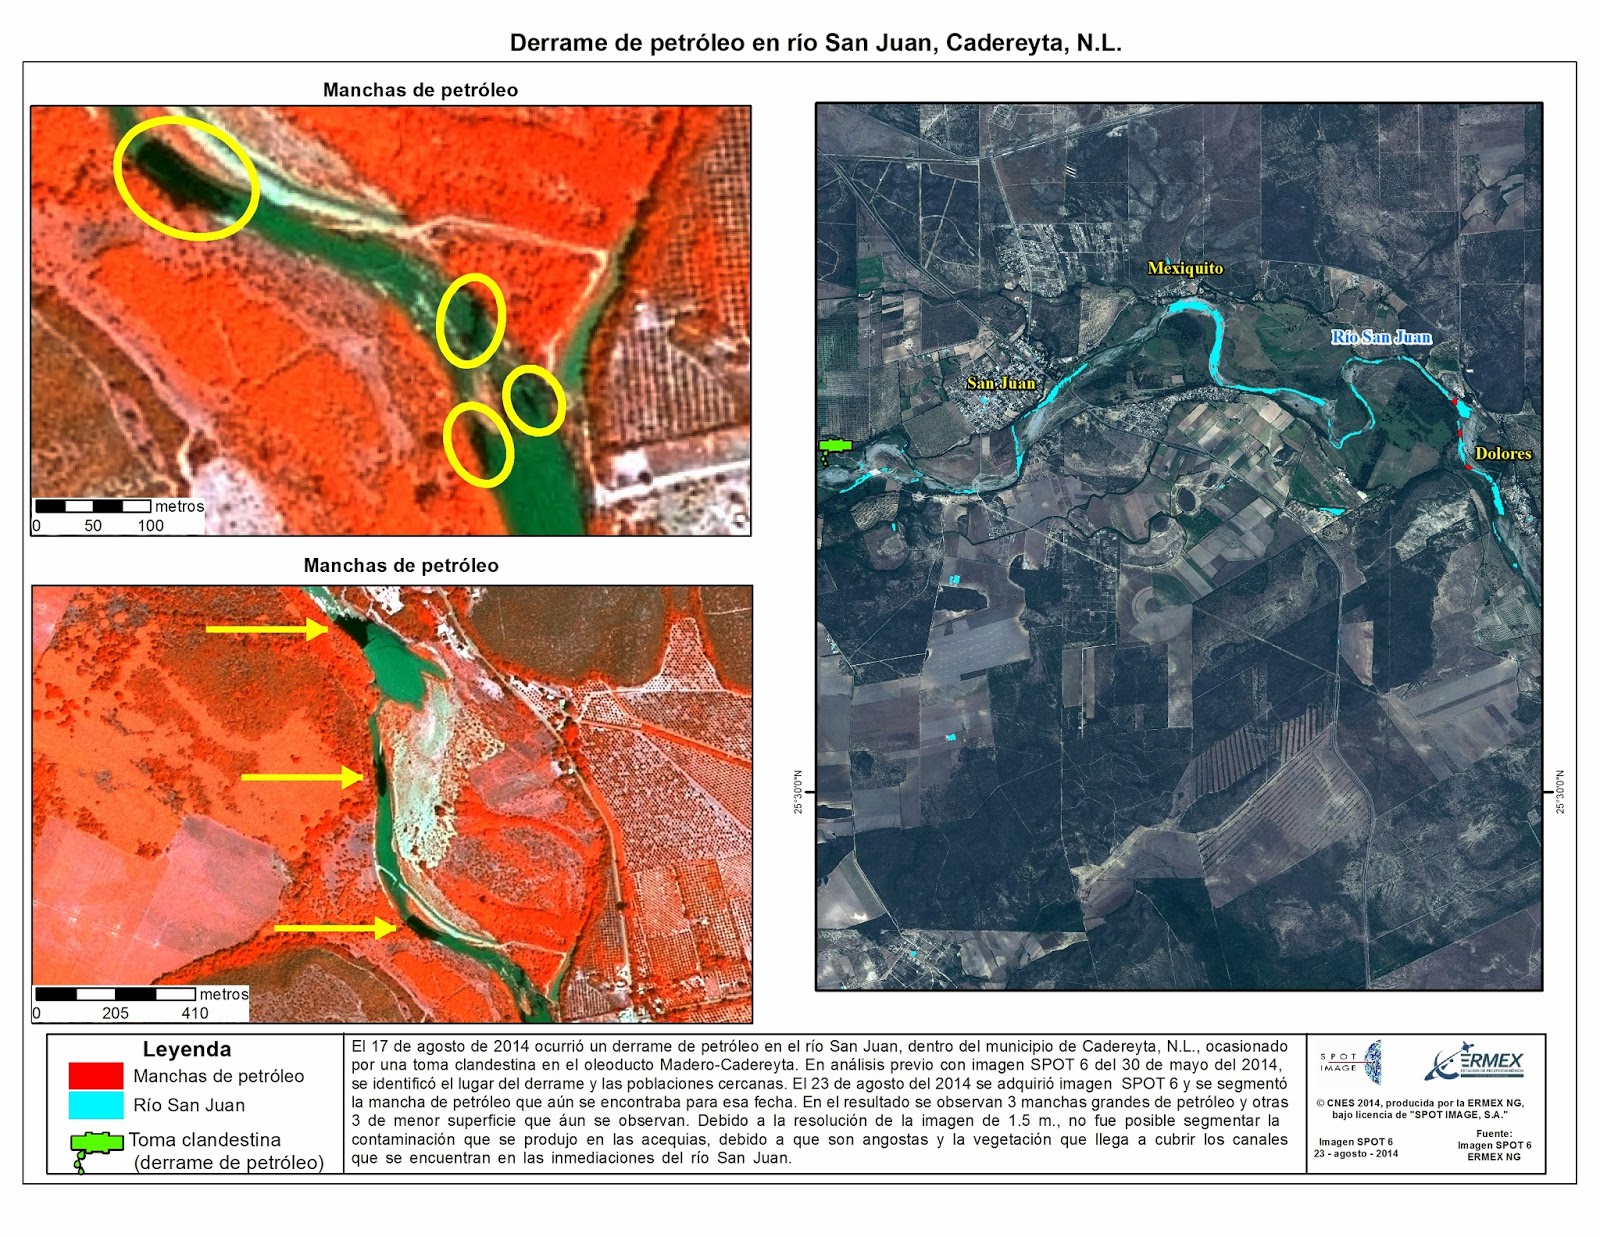 Derrame de petróleo en río San Juan, Cadereyta, N.L.
Manchas de petróleo
metros
0 50 100
Manchas de petróleo
metros
0 205 410
Mexiquito
Río San Juan
San Juan
Dolores
25°30'0"N
25°30'0"N
Leyenda
Manchas de petróleo
Río San Juan
Toma clandestina
(derrame de petróleo)
El 17 de agosto de 2014 ocurrió un derrame de petróleo en el río San Juan, dentro del municipio de Cadereyta, N.L., ocasionado
por una toma clandestina en el oleoducto Madero-Cadereyta. En análisis previo con imagen SPOT 6 del 30 de mayo del 2014,
se identificó el lugar del derrame y las poblaciones cercanas. El 23 de agosto del 2014 se adquirió imagen SPOT 6 y se segmentó
la mancha de petróleo que aún se encontraba para esa fecha. En el resultado se observan 3 manchas grandes de petróleo y otras
3 de menor superficie que áun se observan. Debido a la resolución de la imagen de 1.5 m., no fue posible segmentar la
contaminación que se produjo en las acequias, debido a que son angostas y la vegetación que llega a cubrir los canales
que se encuentran en las inmediaciones del río San Juan.
SPOT
IMAGE
ERMEX
© CNES 2014, producida por la ERMEX NG,
bajo licencia de "SPOT IMAGE, S.A."
Imagen SPOT 6
23 - agosto - 2014
Fuente:
Imagen SPOT 6
ERMEX NG